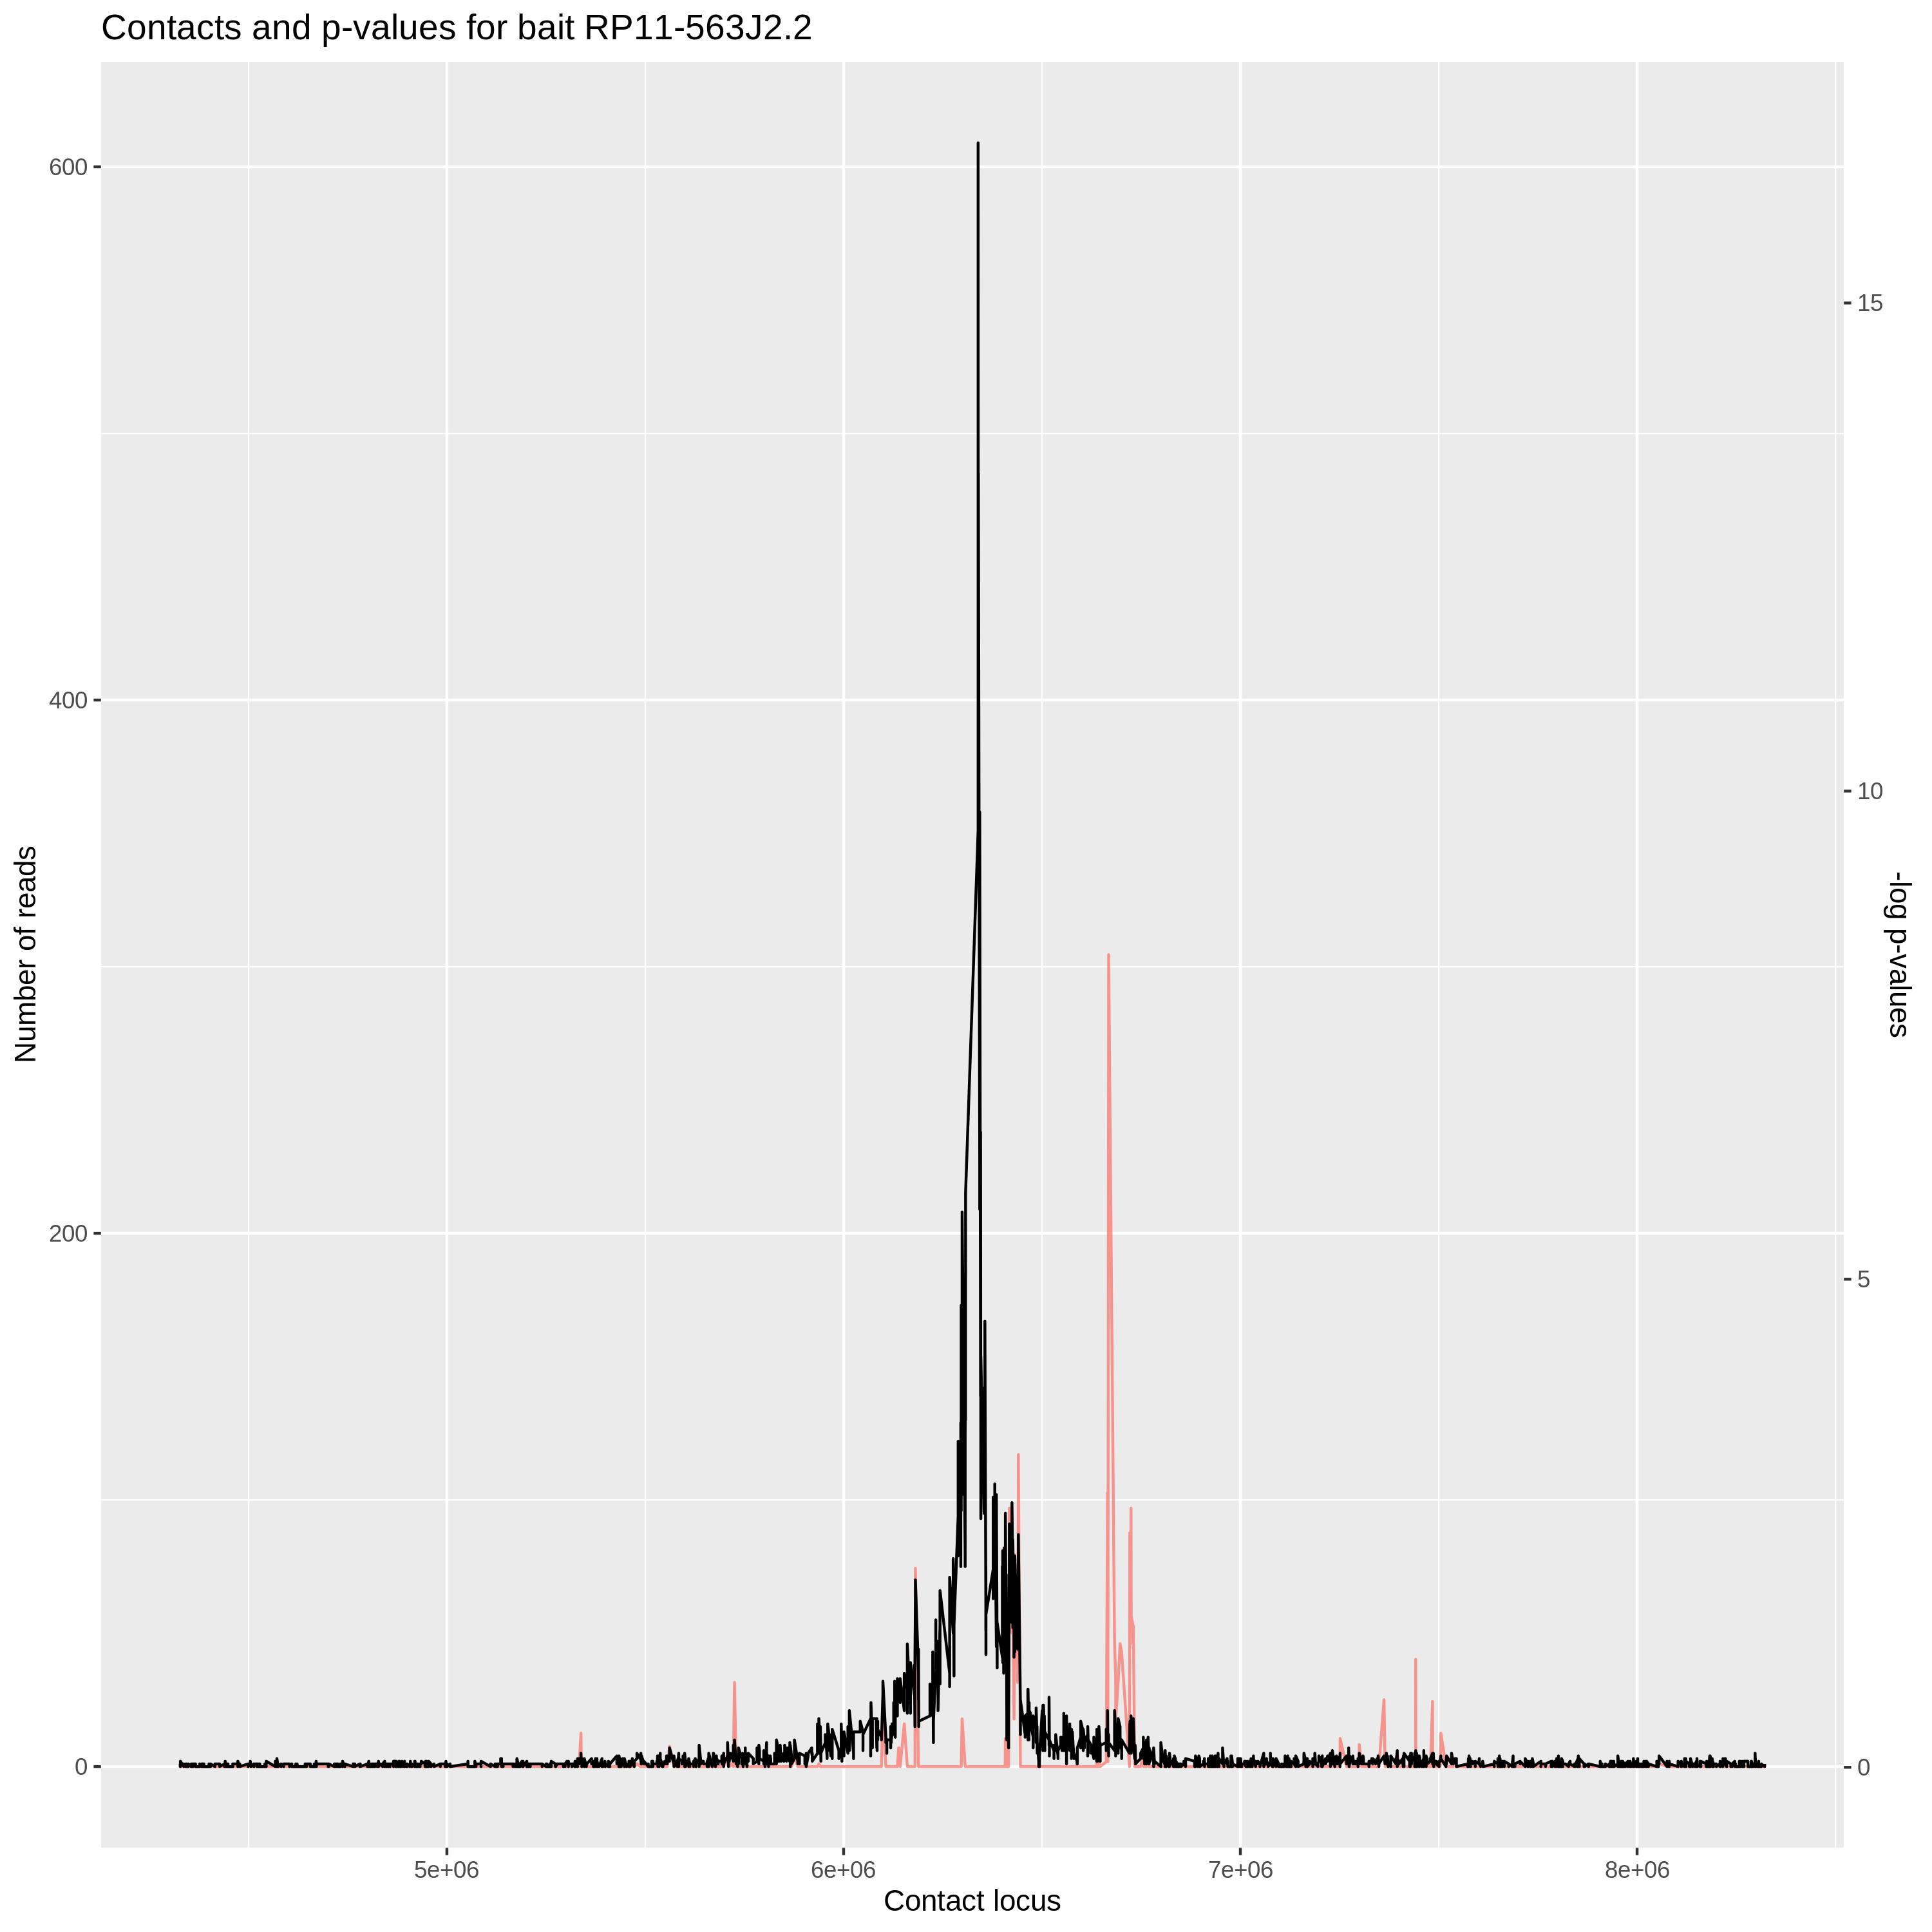 Contacts and p-values for bait RP11-563J2.2
600
400
200
0
Number of reads
15
10
5
0
-log p-values
5e+06
6e+06
7e+06
8e+06
Contact locus